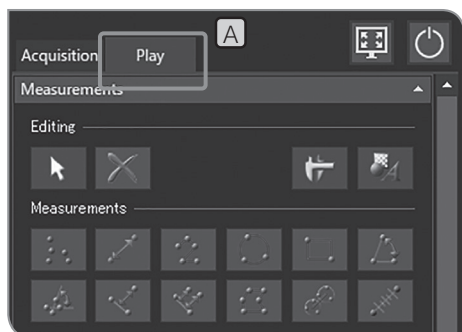 A
Acquisition Play
Measurements
Editing
A
Measurements